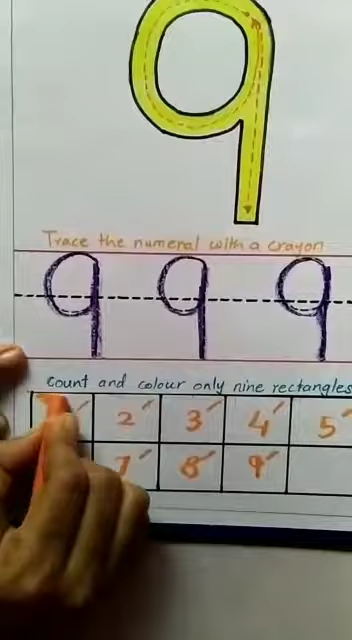 9
Trace the numeral with a crayon
9 9 9
count and colour only nine rectangles
2 3 4 5
7 8 9